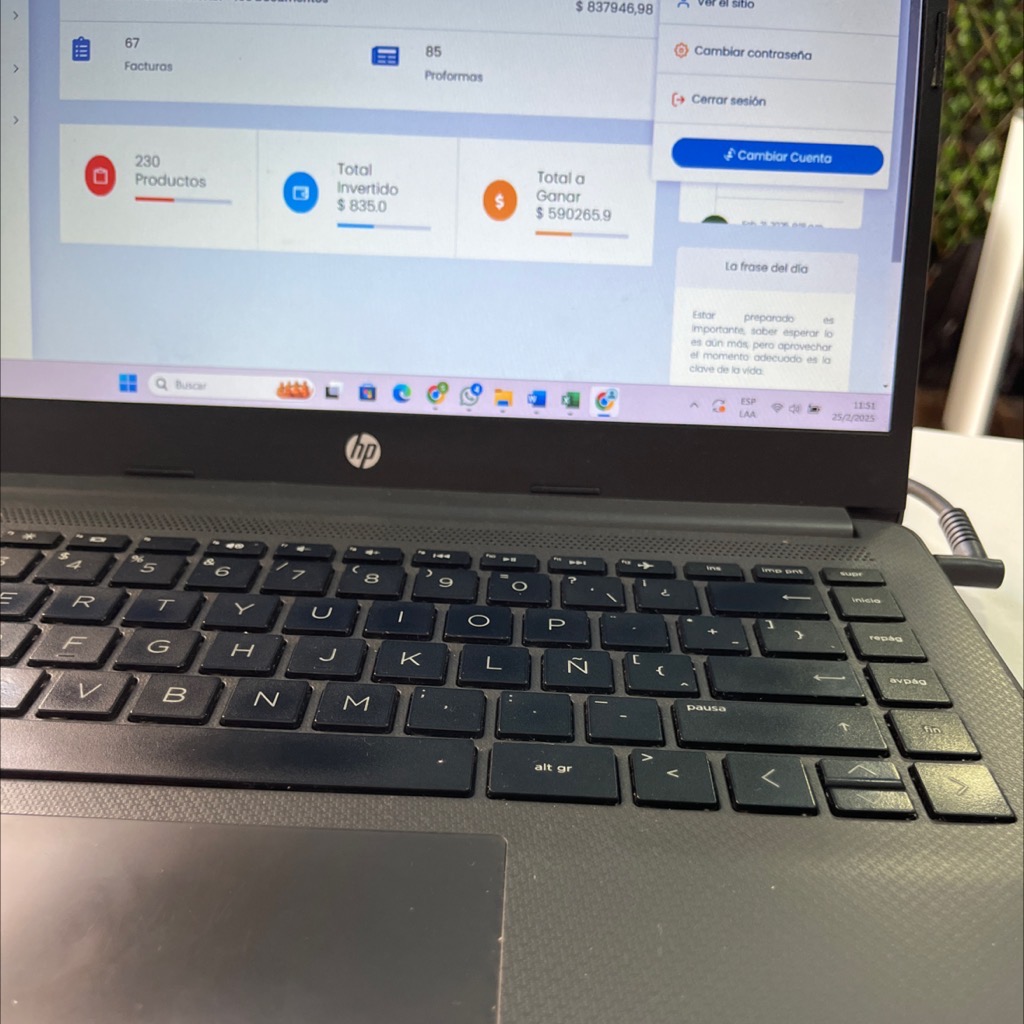 $ 837946,98
Ver el sitio
67
Facturas
85
Proformas
Cambiar contraseña
Cerrar sesión
Cambiar Cuenta
230
Productos
Total
Invertido
$ 835.0
Total a
Ganar
$ 590265.9
La frase del día
Estar preparado es
importante, saber esperar lo
es aún más, pero aprovechar
el momento adecuado es la
clave de la vida.
Buscar
ESP
LAA
11:51
25/2/2025
hp
ins
imp pnt
supr
$ 4
% 5
& 6
/ 7
( 8
) 9
= 0
? ' \
¡ ¿
inicio
E R T Y U I O P
+
] }
repág
F G H J K L Ñ
[ { ^
avpág
V B N M
; ,
: .
_ -
pausa
fin
alt gr
> <